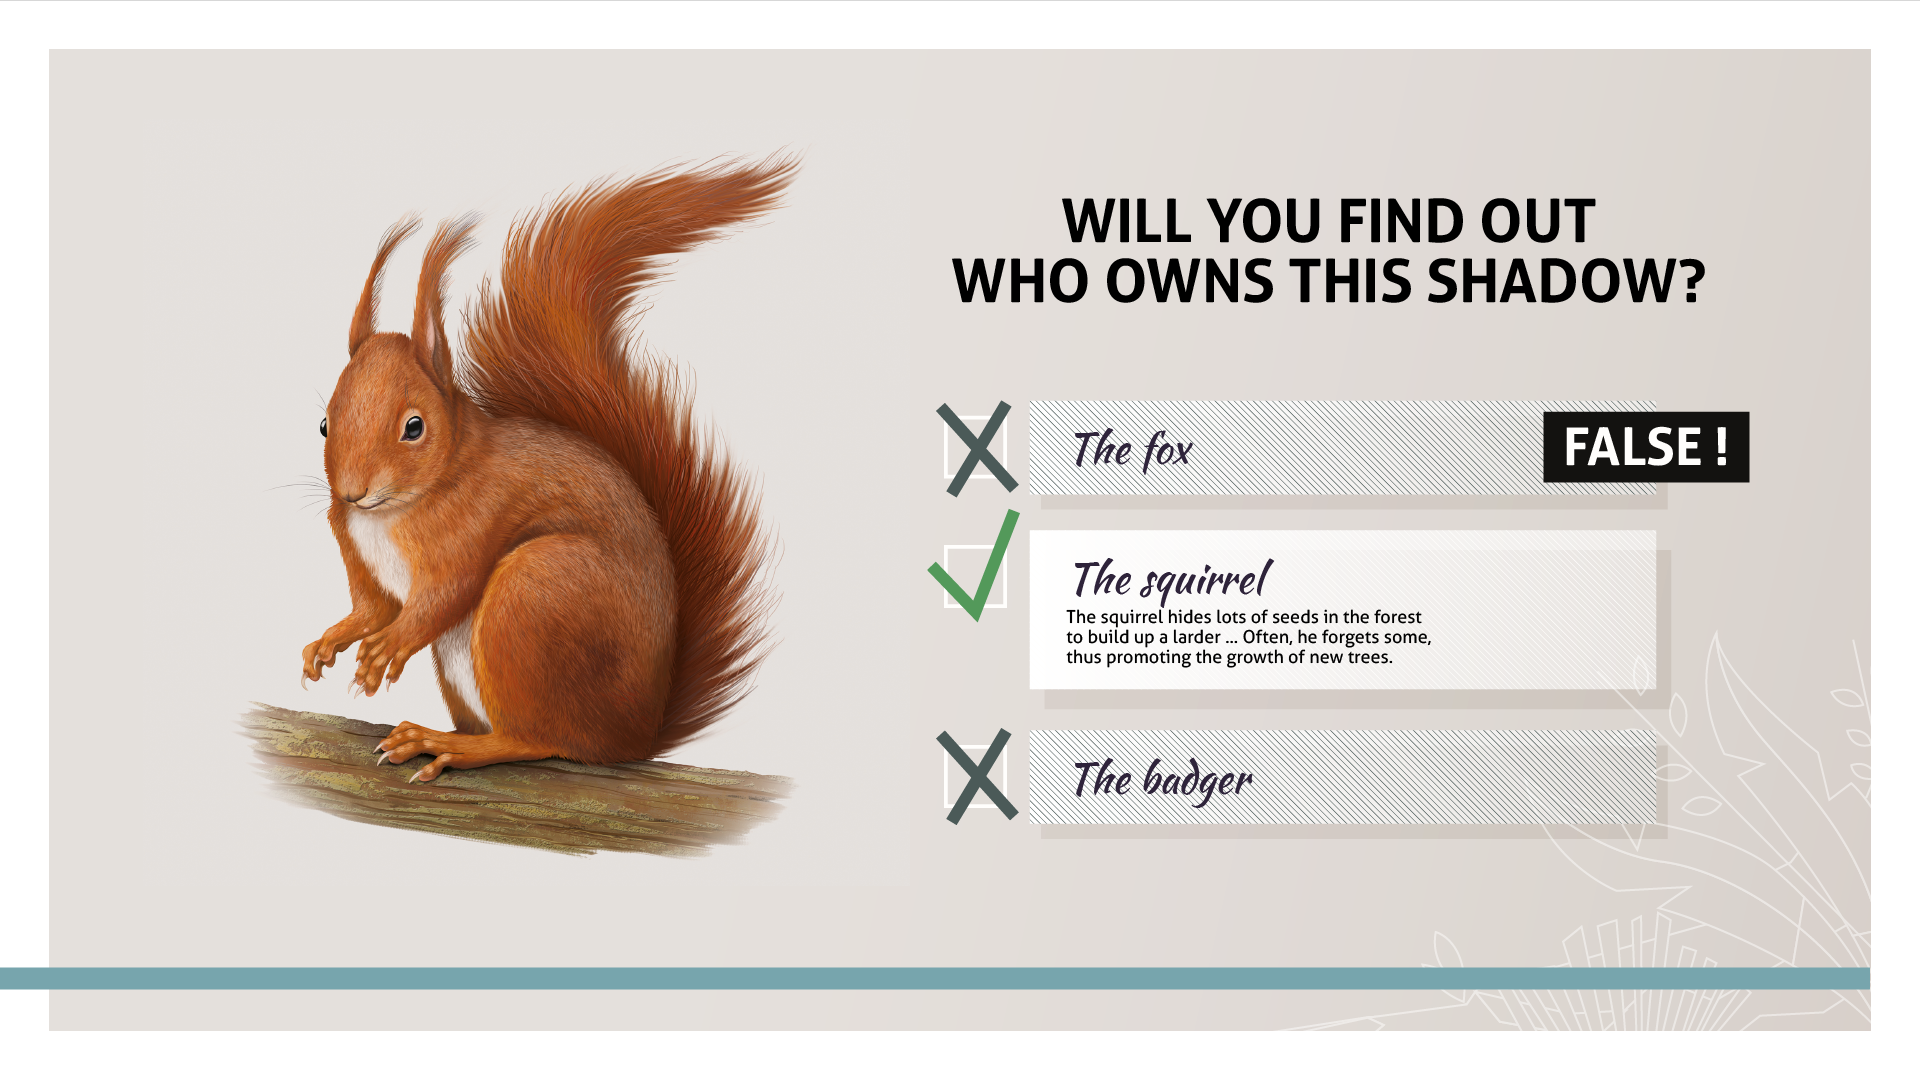 WILL YOU FIND OUT
WHO OWNS THIS SHADOW?
The fox
FALSE !
The squirrel
The squirrel hides lots of seeds in the forest
to build up a larder ... Often, he forgets some,
thus promoting the growth of new trees.
The badger